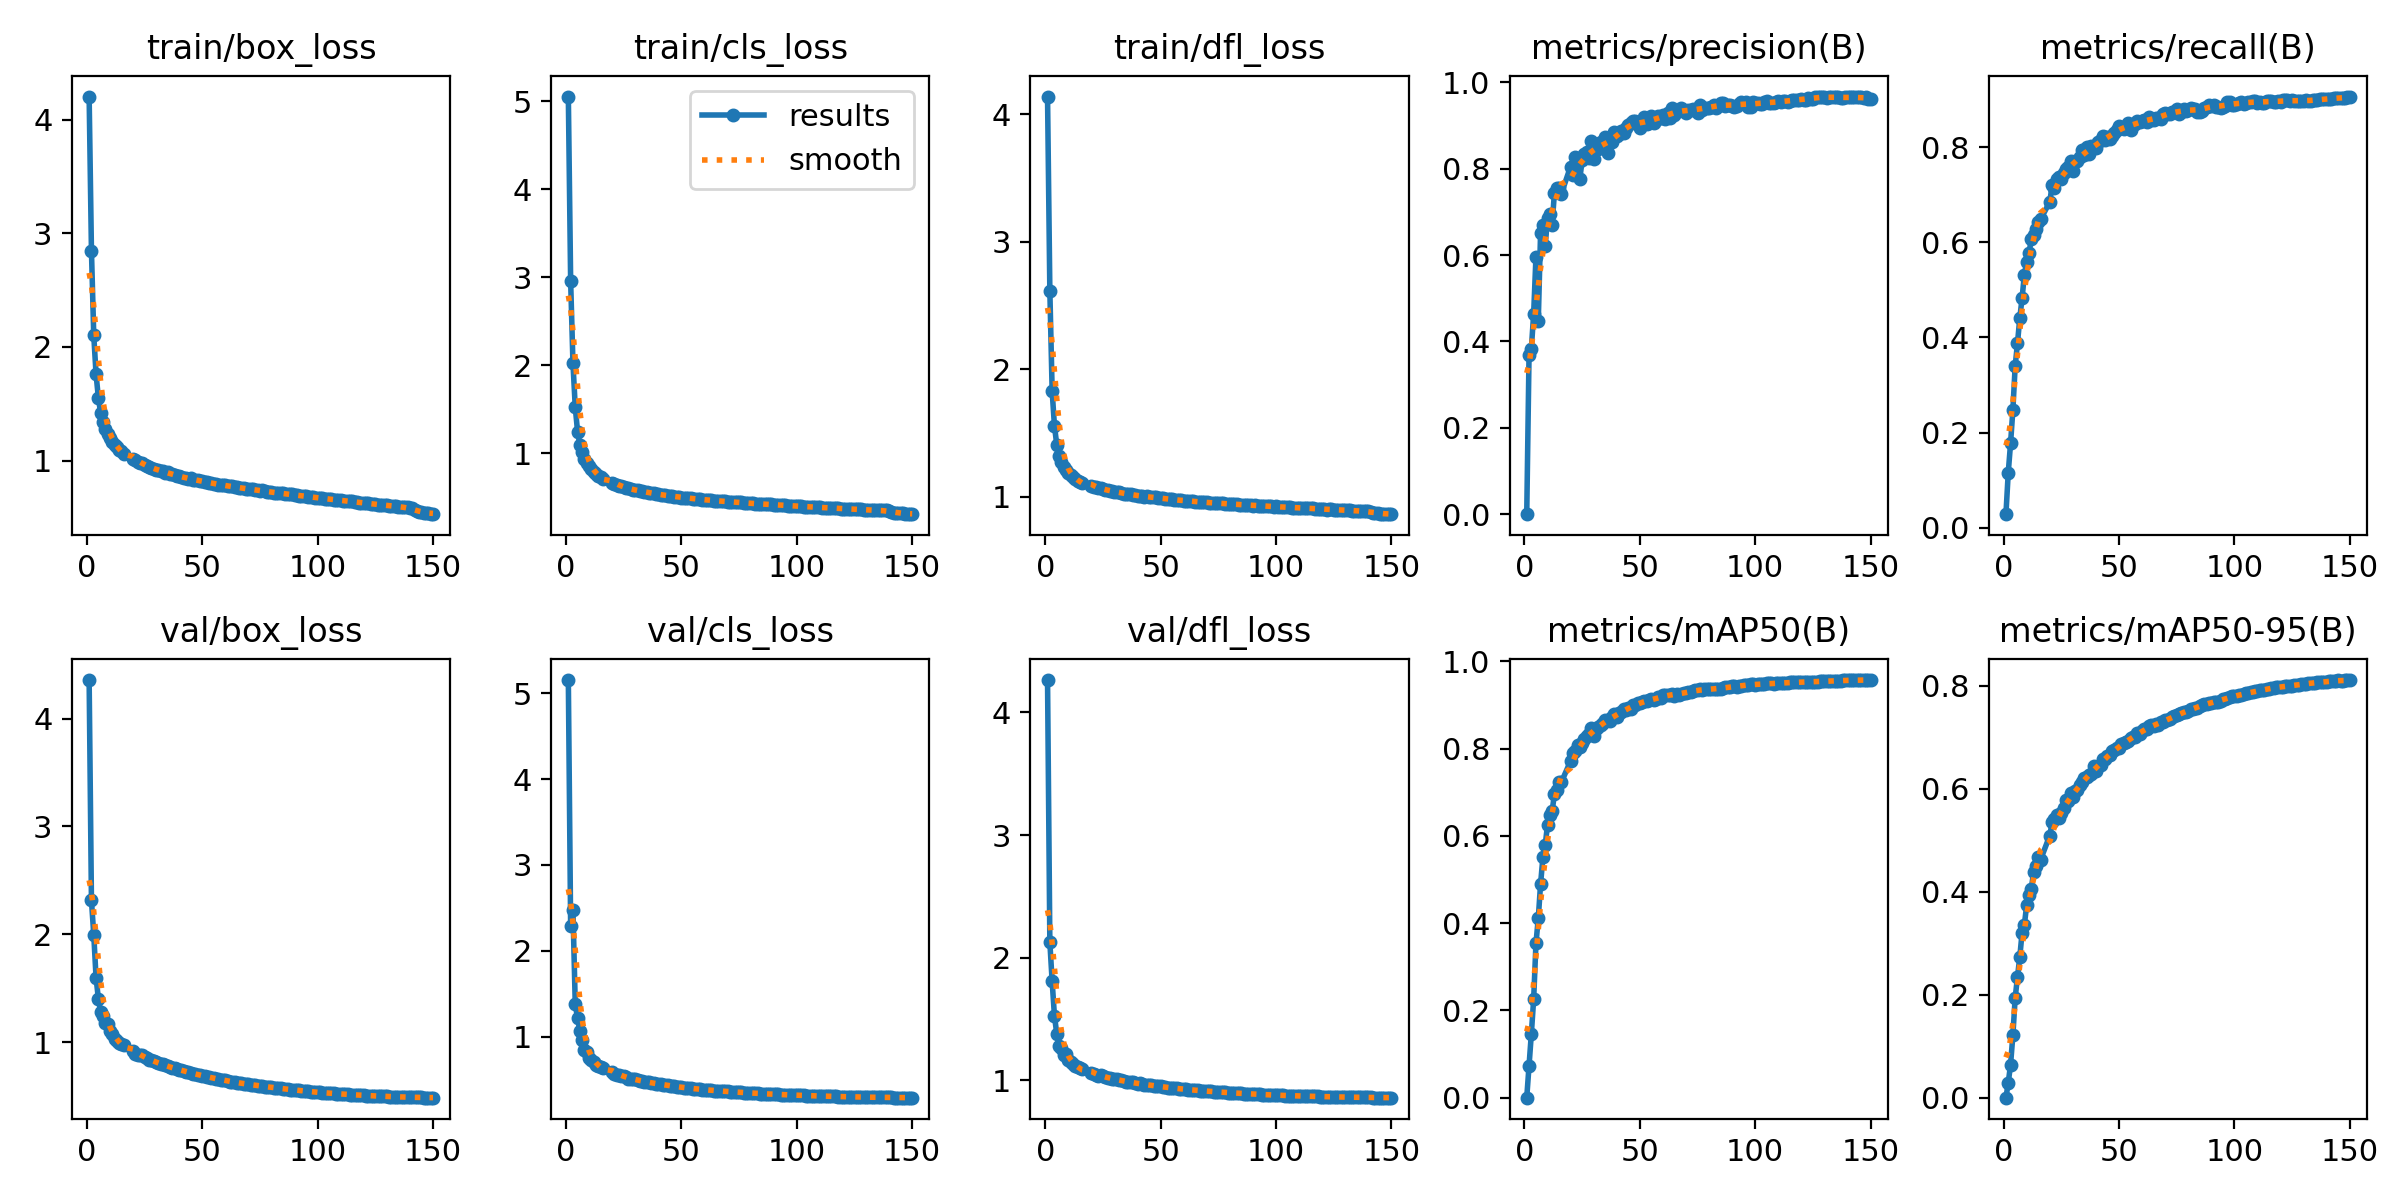 train/box_loss
4
3
2
1
0 50 100 150
train/cls_loss
results
smooth
5
4
3
2
1
0 50 100 150
train/dfl_loss
4
3
2
1
0 50 100 150
metrics/precision(B)
1.0
0.8
0.6
0.4
0.2
0.0
0 50 100 150
metrics/recall(B)
0.8
0.6
0.4
0.2
0.0
0 50 100 150
val/box_loss
4
3
2
1
0 50 100 150
val/cls_loss
5
4
3
2
1
0 50 100 150
val/dfl_loss
4
3
2
1
0 50 100 150
metrics/mAP50(B)
1.0
0.8
0.6
0.4
0.2
0.0
0 50 100 150
metrics/mAP50-95(B)
0.8
0.6
0.4
0.2
0.0
0 50 100 150